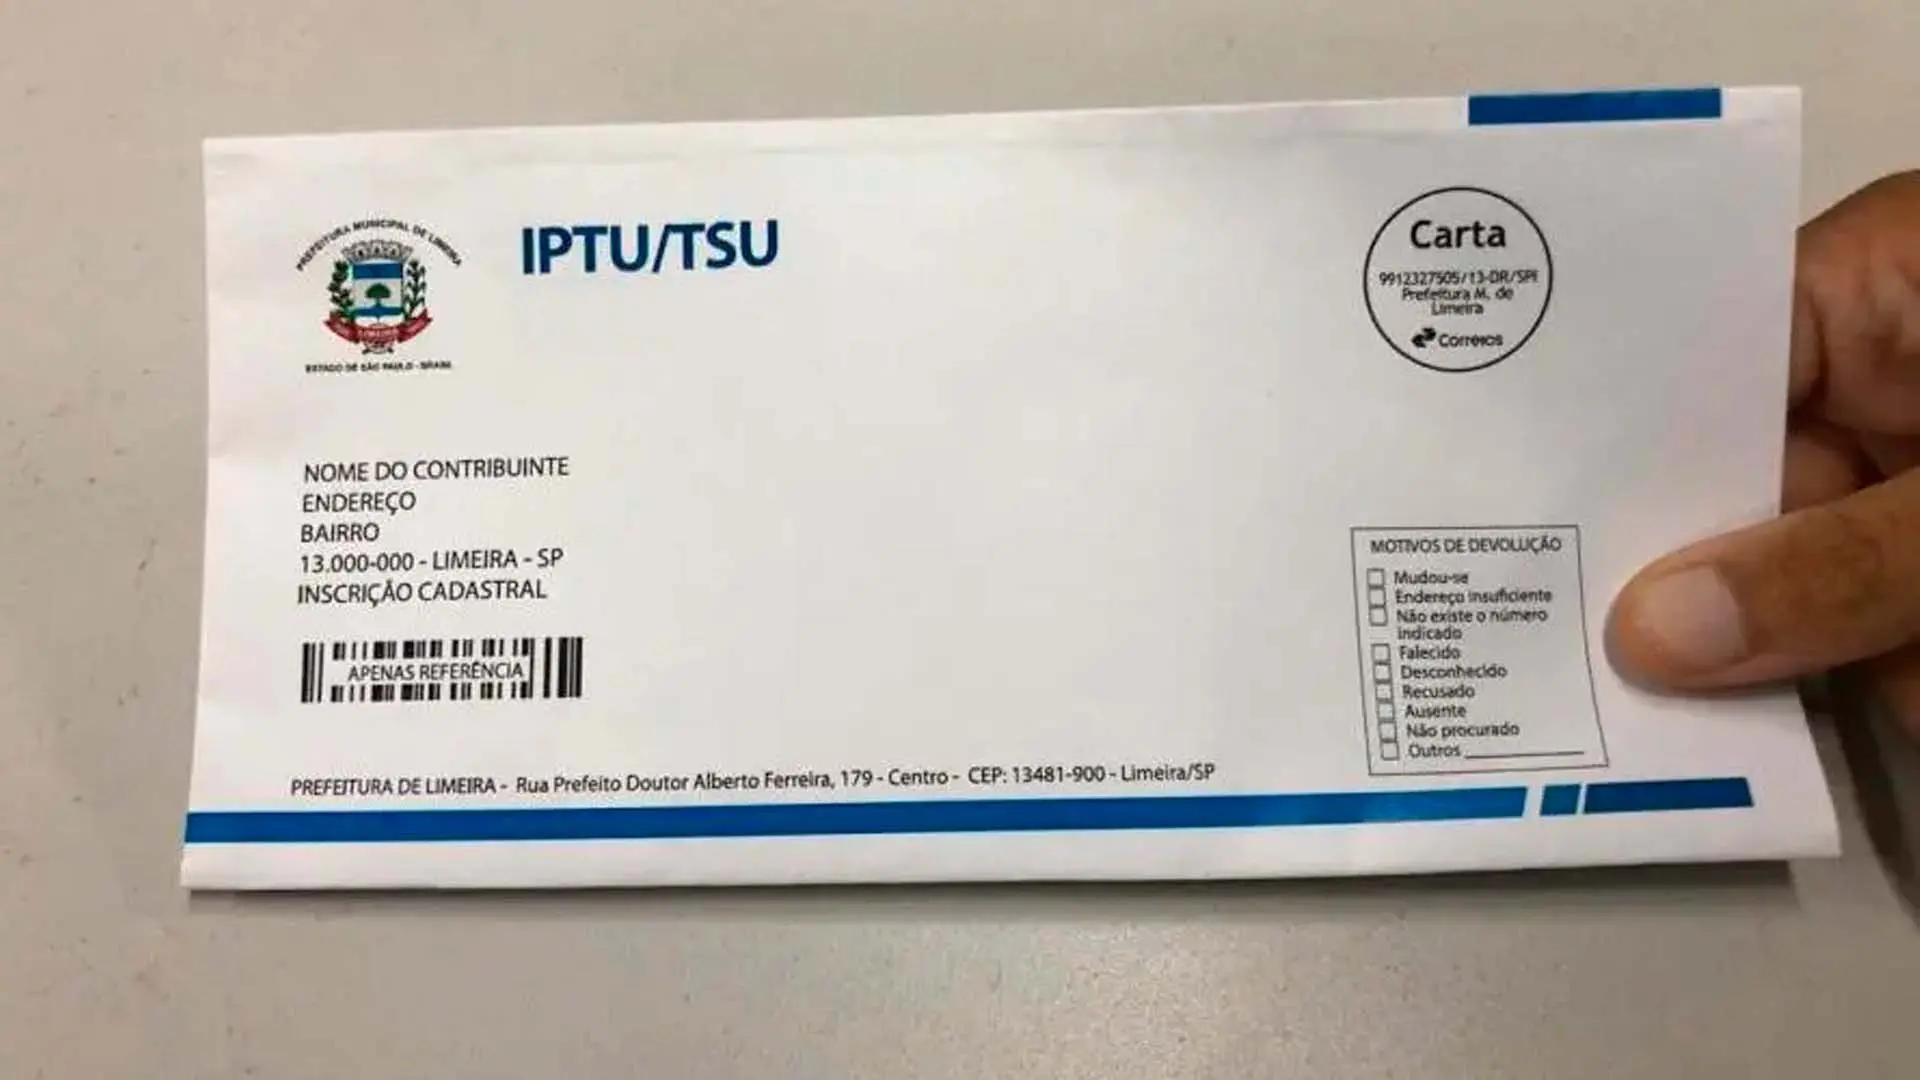 PREFEITURA MUNICIPAL DE LIMEIRA
ESTADO DE SÃO PAULO - BRASIL
IPTU/TSU
Carta
9912327505/13-DR/SPI
Prefeitura M. de
Limeira
Correios
NOME DO CONTRIBUINTE
ENDEREÇO
BAIRRO
13.000-000 - LIMEIRA - SP
INSCRIÇÃO CADASTRAL
APENAS REFERÊNCIA
MOTIVOS DE DEVOLUÇÃO
Mudou-se
Endereço insuficiente
Não existe o número
indicado
Falecido
Desconhecido
Recusado
Ausente
Não procurado
Outros
PREFEITURA DE LIMEIRA - Rua Prefeito Doutor Alberto Ferreira, 179 - Centro - CEP: 13481-900 - Limeira/SP